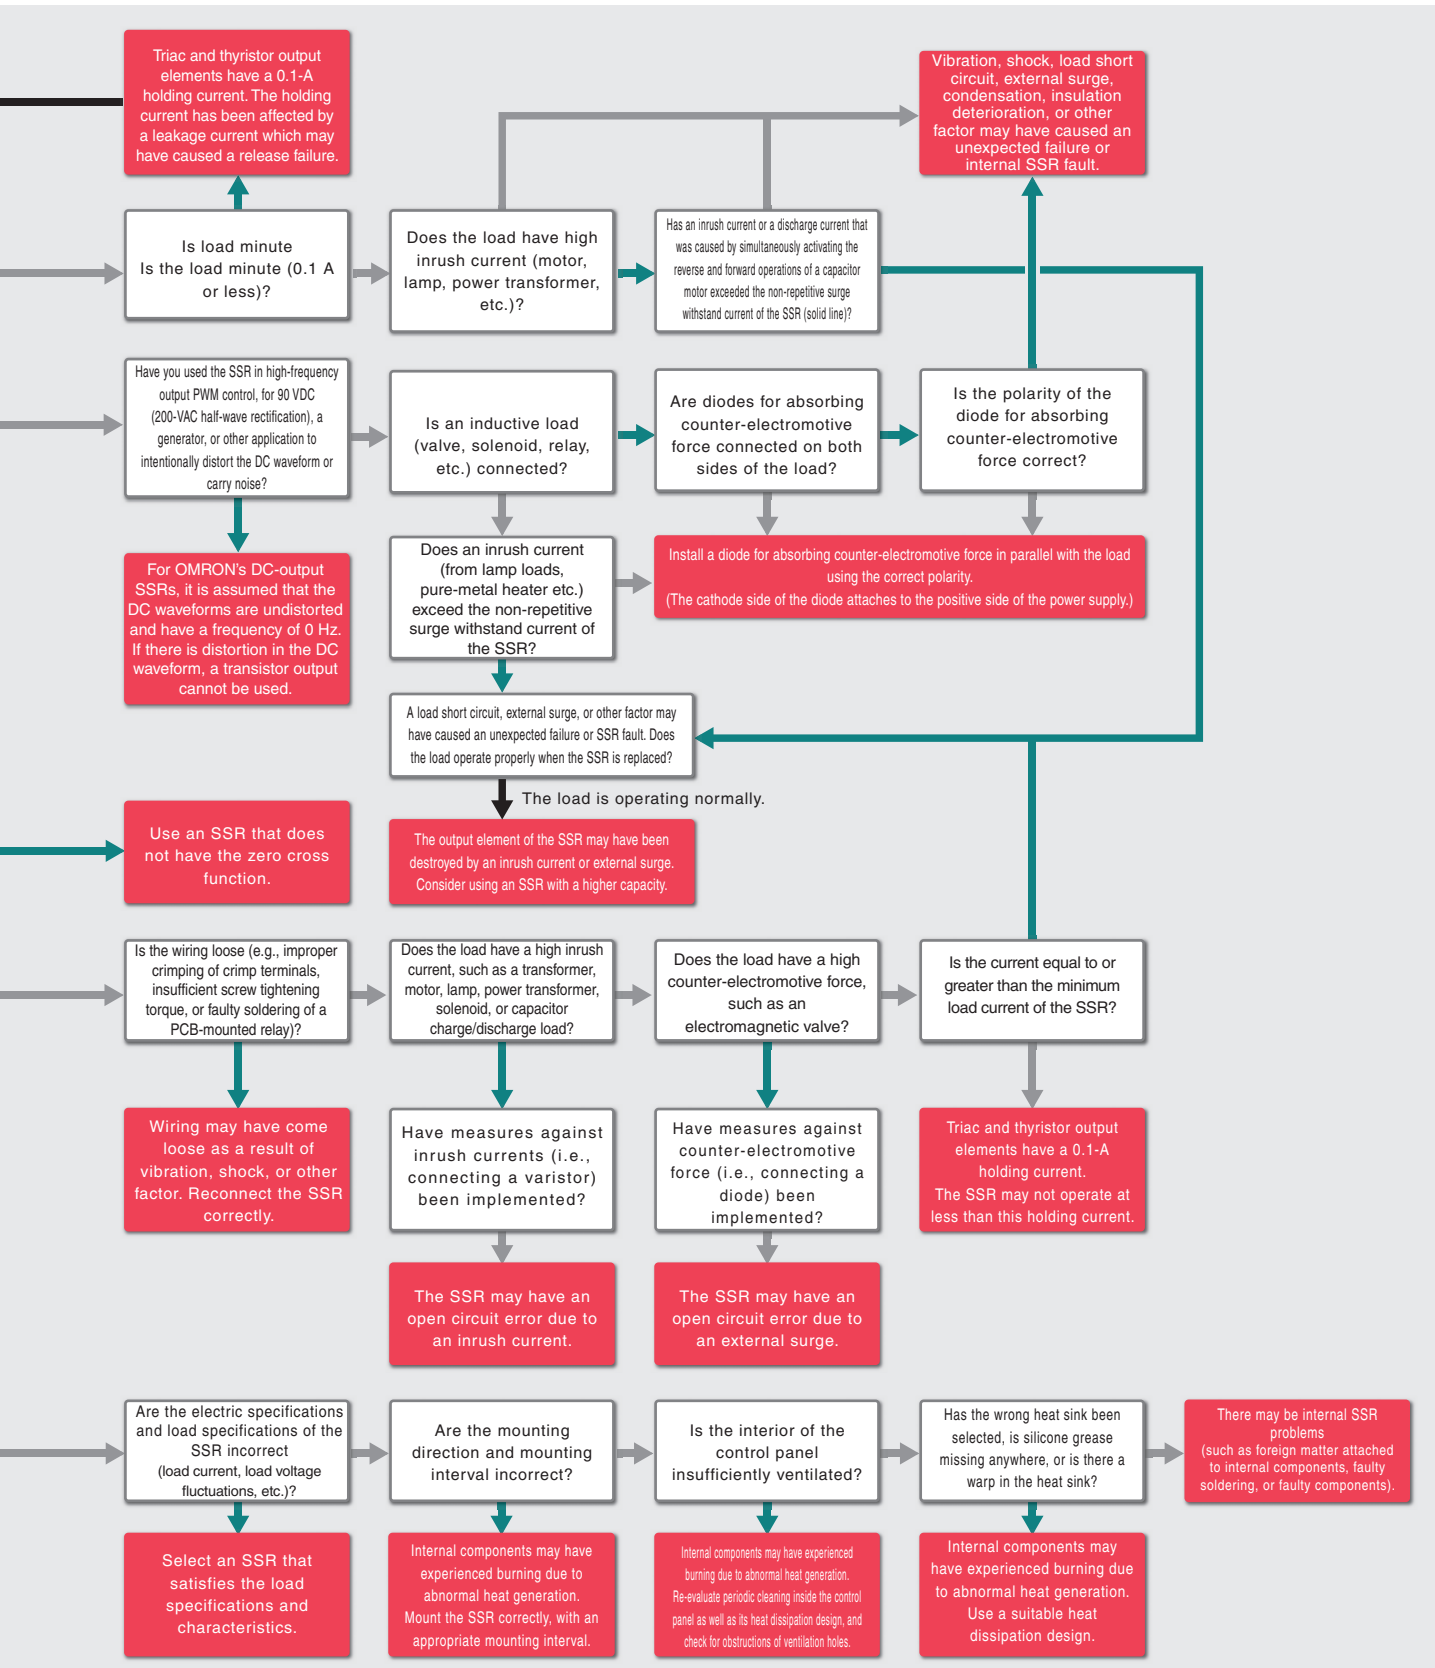 Triac and thyristor output
elements have a 0.1-A
holding current. The holding
current has been affected by
a leakage current which may
have caused a release failure.
Vibration, shock, load short
circuit, external surge,
condensation, insulation
deterioration, or other
factor may have caused an
unexpected failure or
internal SSR fault.
Is load minute
Is the load minute (0.1 A
or less)?
Does the load have high
inrush current (motor,
lamp, power transformer,
etc.)?
Has an inrush current or a discharge current that
was caused by simultaneously activating the
reverse and forward operations of a capacitor
motor exceeded the non-repetitive surge
withstand current of the SSR (solid line)?
Have you used the SSR in high-frequency
output PWM control, for 90 VDC
(200-VAC half-wave rectification), a
generator, or other application to
intentionally distort the DC waveform or
carry noise?
Is an inductive load
(valve, solenoid, relay,
etc.) connected?
Are diodes for absorbing
counter-electromotive
force connected on both
sides of the load?
Is the polarity of the
diode for absorbing
counter-electromotive
force correct?
For OMRON's DC-output
SSRs, it is assumed that the
DC waveforms are undistorted
and have a frequency of 0 Hz.
If there is distortion in the DC
waveform, a transistor output
cannot be used.
Does an inrush current
(from lamp loads,
pure-metal heater etc.)
exceed the non-repetitive
surge withstand current of
the SSR?
Install a diode for absorbing counter-electromotive force in parallel with the load
using the correct polarity.
(The cathode side of the diode attaches to the positive side of the power supply.)
A load short circuit, external surge, or other factor may
have caused an unexpected failure or SSR fault. Does
the load operate properly when the SSR is replaced?
The load is operating normally.
Use an SSR that does
not have the zero cross
function.
The output element of the SSR may have been
destroyed by an inrush current or external surge.
Consider using an SSR with a higher capacity.
Is the wiring loose (e.g., improper
crimping of crimp terminals,
insufficient screw tightening
torque, or faulty soldering of a
PCB-mounted relay)?
Does the load have a high inrush
current, such as a transformer,
motor, lamp, power transformer,
solenoid, or capacitor
charge/discharge load?
Does the load have a high
counter-electromotive force,
such as an
electromagnetic valve?
Is the current equal to or
greater than the minimum
load current of the SSR?
Wiring may have come
loose as a result of
vibration, shock, or other
factor. Reconnect the SSR
correctly.
Have measures against
inrush currents (i.e.,
connecting a varistor)
been implemented?
Have measures against
counter-electromotive
force (i.e., connecting a
diode) been
implemented?
Triac and thyristor output
elements have a 0.1-A
holding current.
The SSR may not operate at
less than this holding current.
The SSR may have an
open circuit error due to
an inrush current.
The SSR may have an
open circuit error due to
an external surge.
Are the electric specifications
and load specifications of the
SSR incorrect
(load current, load voltage
fluctuations, etc.)?
Are the mounting
direction and mounting
interval incorrect?
Is the interior of the
control panel
insufficiently ventilated?
Has the wrong heat sink been
selected, is silicone grease
missing anywhere, or is there a
warp in the heat sink?
There may be internal SSR
problems
(such as foreign matter attached
to internal components, faulty
soldering, or faulty components).
Select an SSR that
satisfies the load
specifications and
characteristics.
Internal components may have
experienced burning due to
abnormal heat generation.
Mount the SSR correctly, with an
appropriate mounting interval.
Internal components may have experienced
burning due to abnormal heat generation.
Re-evaluate periodic cleaning inside the control
panel as well as its heat dissipation design, and
check for obstructions of ventilation holes.
Internal components may
have experienced burning due
to abnormal heat generation.
Use a suitable heat
dissipation design.